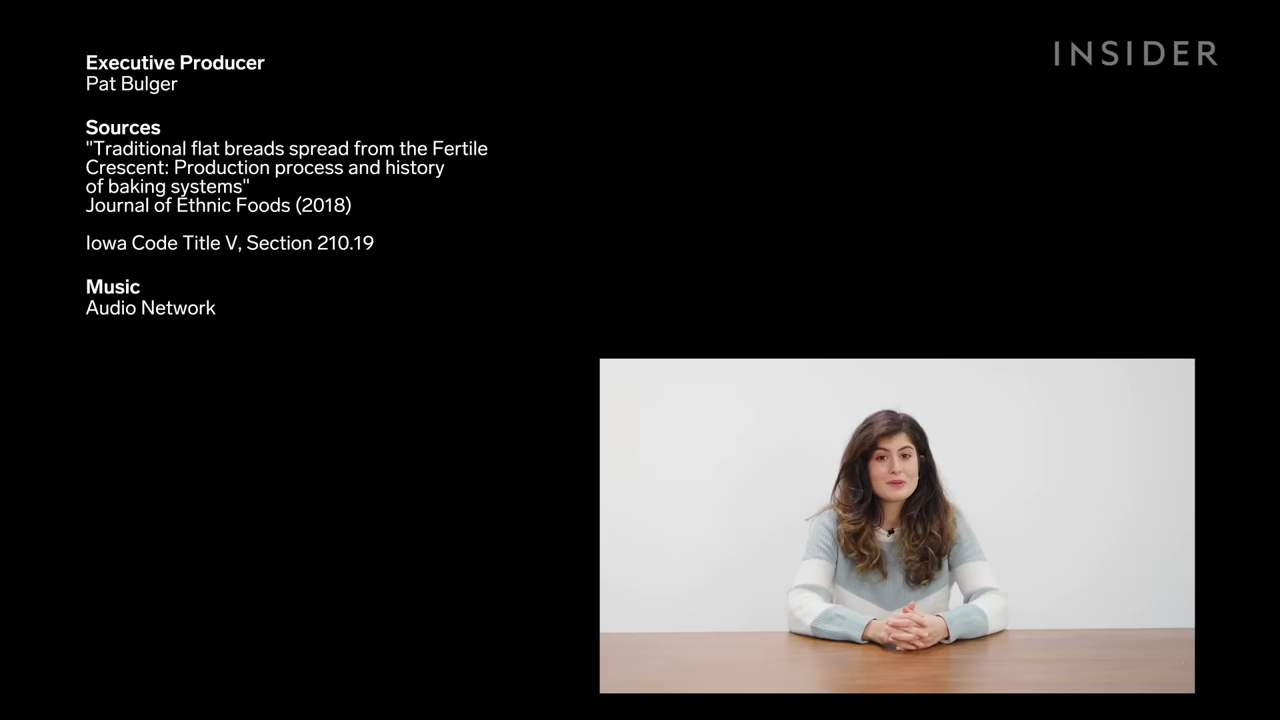 INSIDER
Executive Producer
Pat Bulger
Sources
"Traditional flat breads spread from the Fertile
Crescent: Production process and history
of baking systems"
Journal of Ethnic Foods (2018)
Iowa Code Title V, Section 210.19
Music
Audio Network